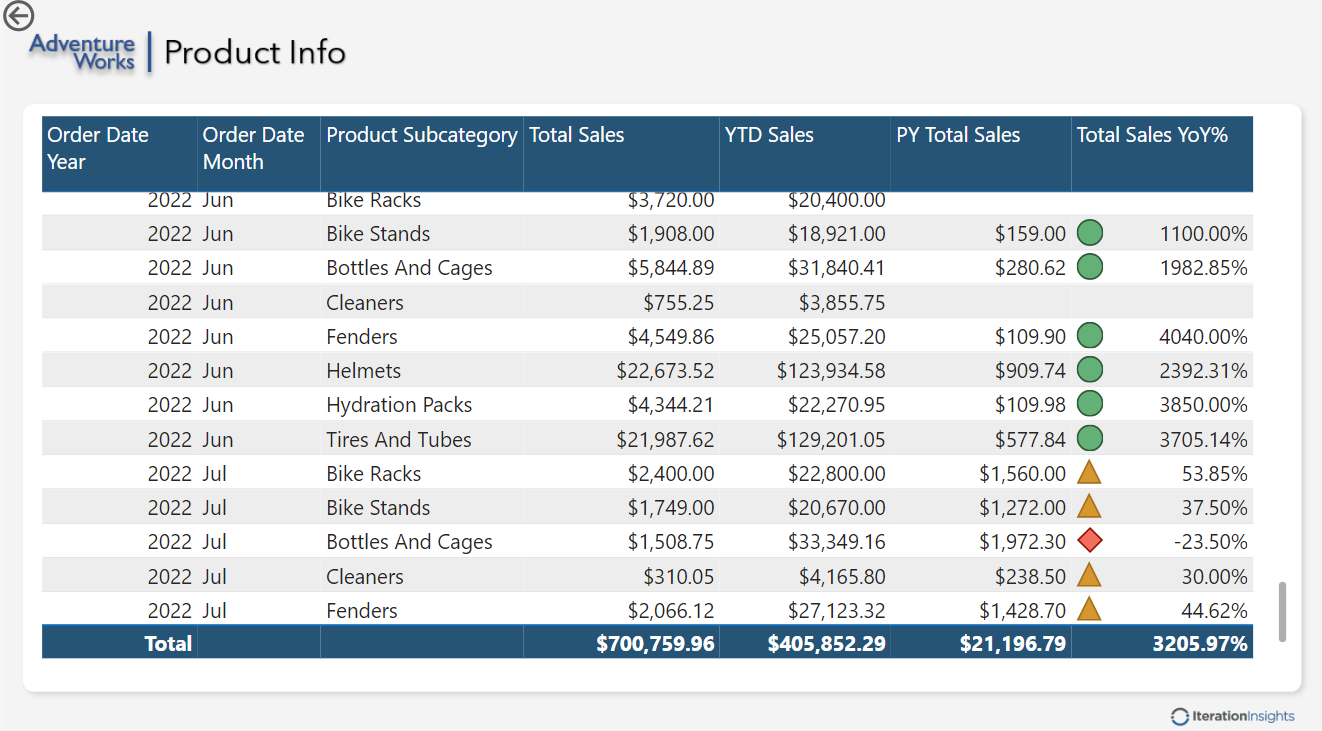 Adventure Works | Product Info
Order Date Year Order Date Month Product Subcategory Total Sales YTD Sales PY Total Sales Total Sales YoY%
2022 Jun Bike Racks $3,720.00 $20,400.00
2022 Jun Bike Stands $1,908.00 $18,921.00 $159.00 1100.00%
2022 Jun Bottles And Cages $5,844.89 $31,840.41 $280.62 1982.85%
2022 Jun Cleaners $755.25 $3,855.75
2022 Jun Fenders $4,549.86 $25,057.20 $109.90 4040.00%
2022 Jun Helmets $22,673.52 $123,934.58 $909.74 2392.31%
2022 Jun Hydration Packs $4,344.21 $22,270.95 $109.98 3850.00%
2022 Jun Tires And Tubes $21,987.62 $129,201.05 $577.84 3705.14%
2022 Jul Bike Racks $2,400.00 $22,800.00 $1,560.00 53.85%
2022 Jul Bike Stands $1,749.00 $20,670.00 $1,272.00 37.50%
2022 Jul Bottles And Cages $1,508.75 $33,349.16 $1,972.30 -23.50%
2022 Jul Cleaners $310.05 $4,165.80 $238.50 30.00%
2022 Jul Fenders $2,066.12 $27,123.32 $1,428.70 44.62%
Total $700,759.96 $405,852.29 $21,196.79 3205.97%
IterationInsights